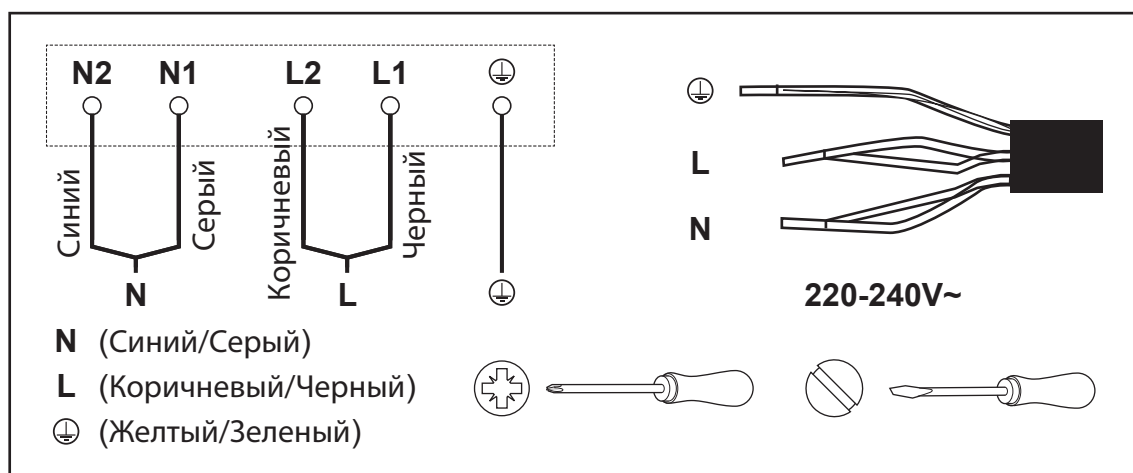 N2 N1 L2 L1
Синий
Серый
Коричневый
Черный
N L
L
N
220-240V~
N (Синий/Серый)
L (Коричневый/Черный)
(Желтый/Зеленый)